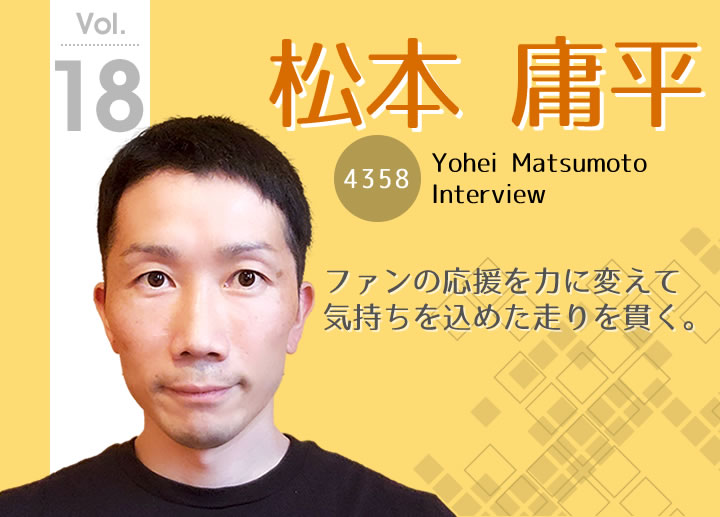 Vol.
18
松本 庸平
4358
Yohei Matsumoto
Interview
ファンの応援を力に変えて
気持ちを込めた走りを貫く。